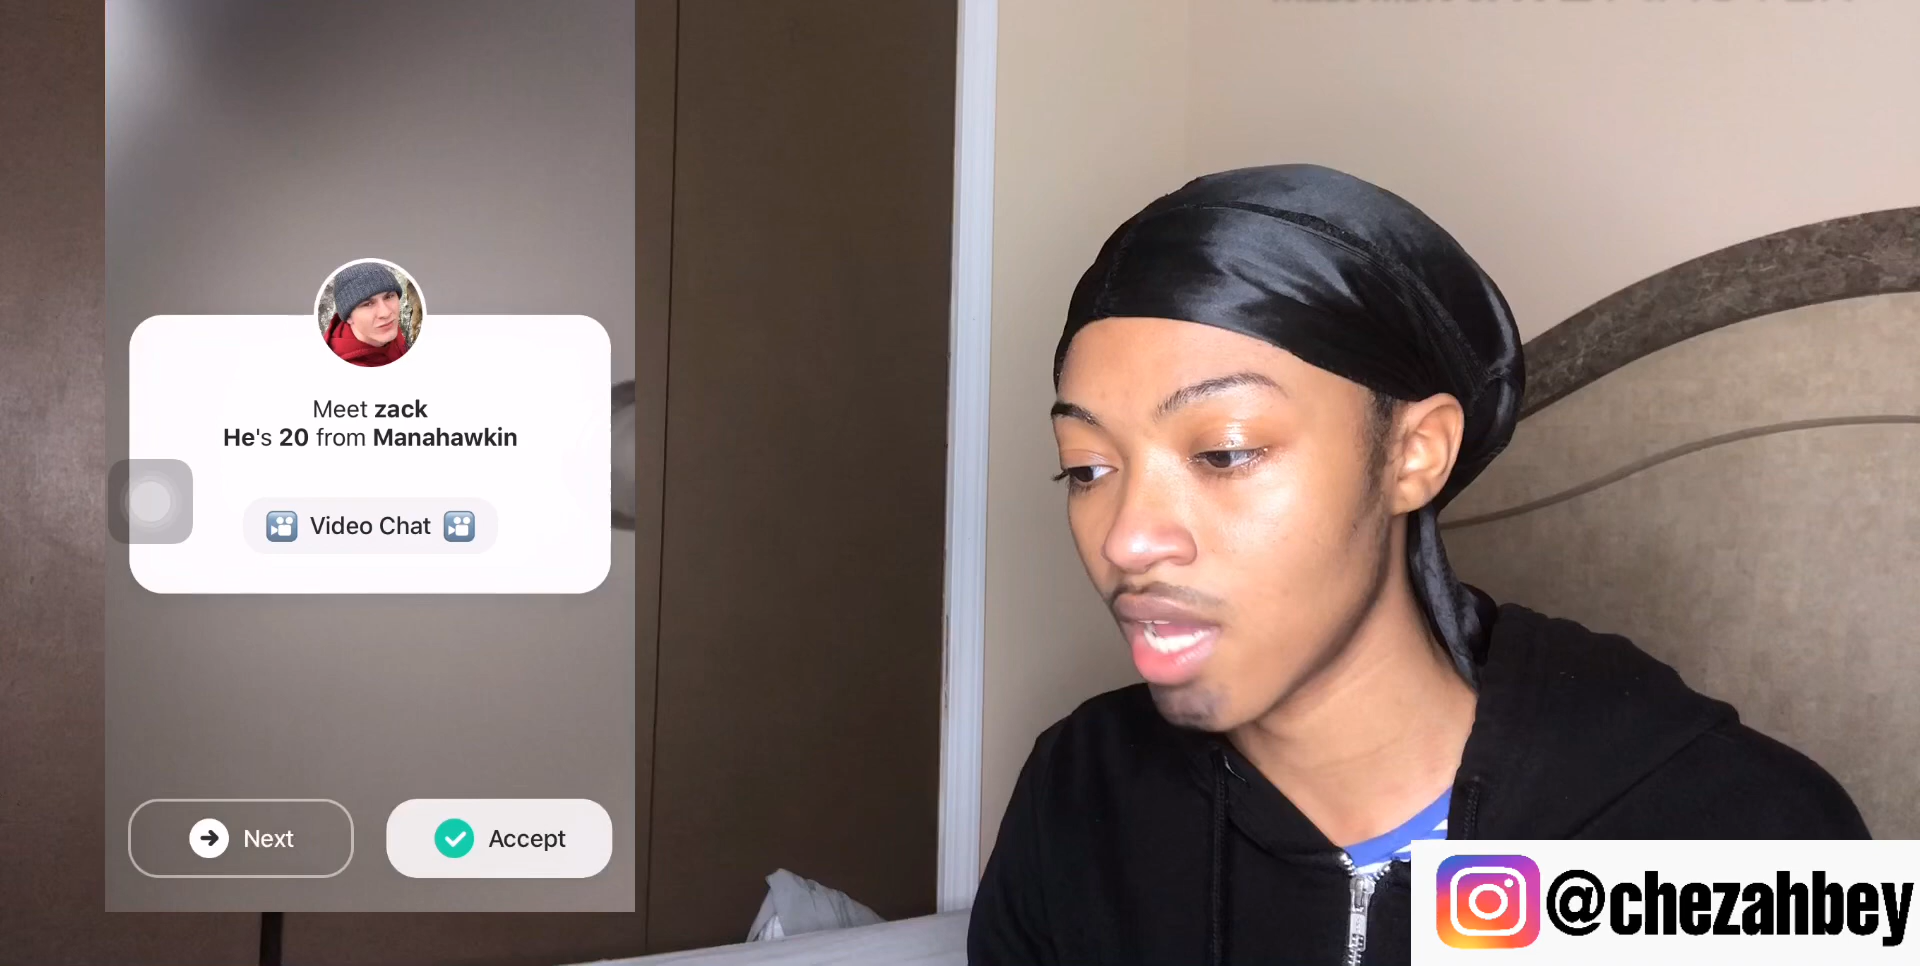 Meet zack
He's 20 from Manahawkin
Video Chat
Next
Accept
@chezahbey